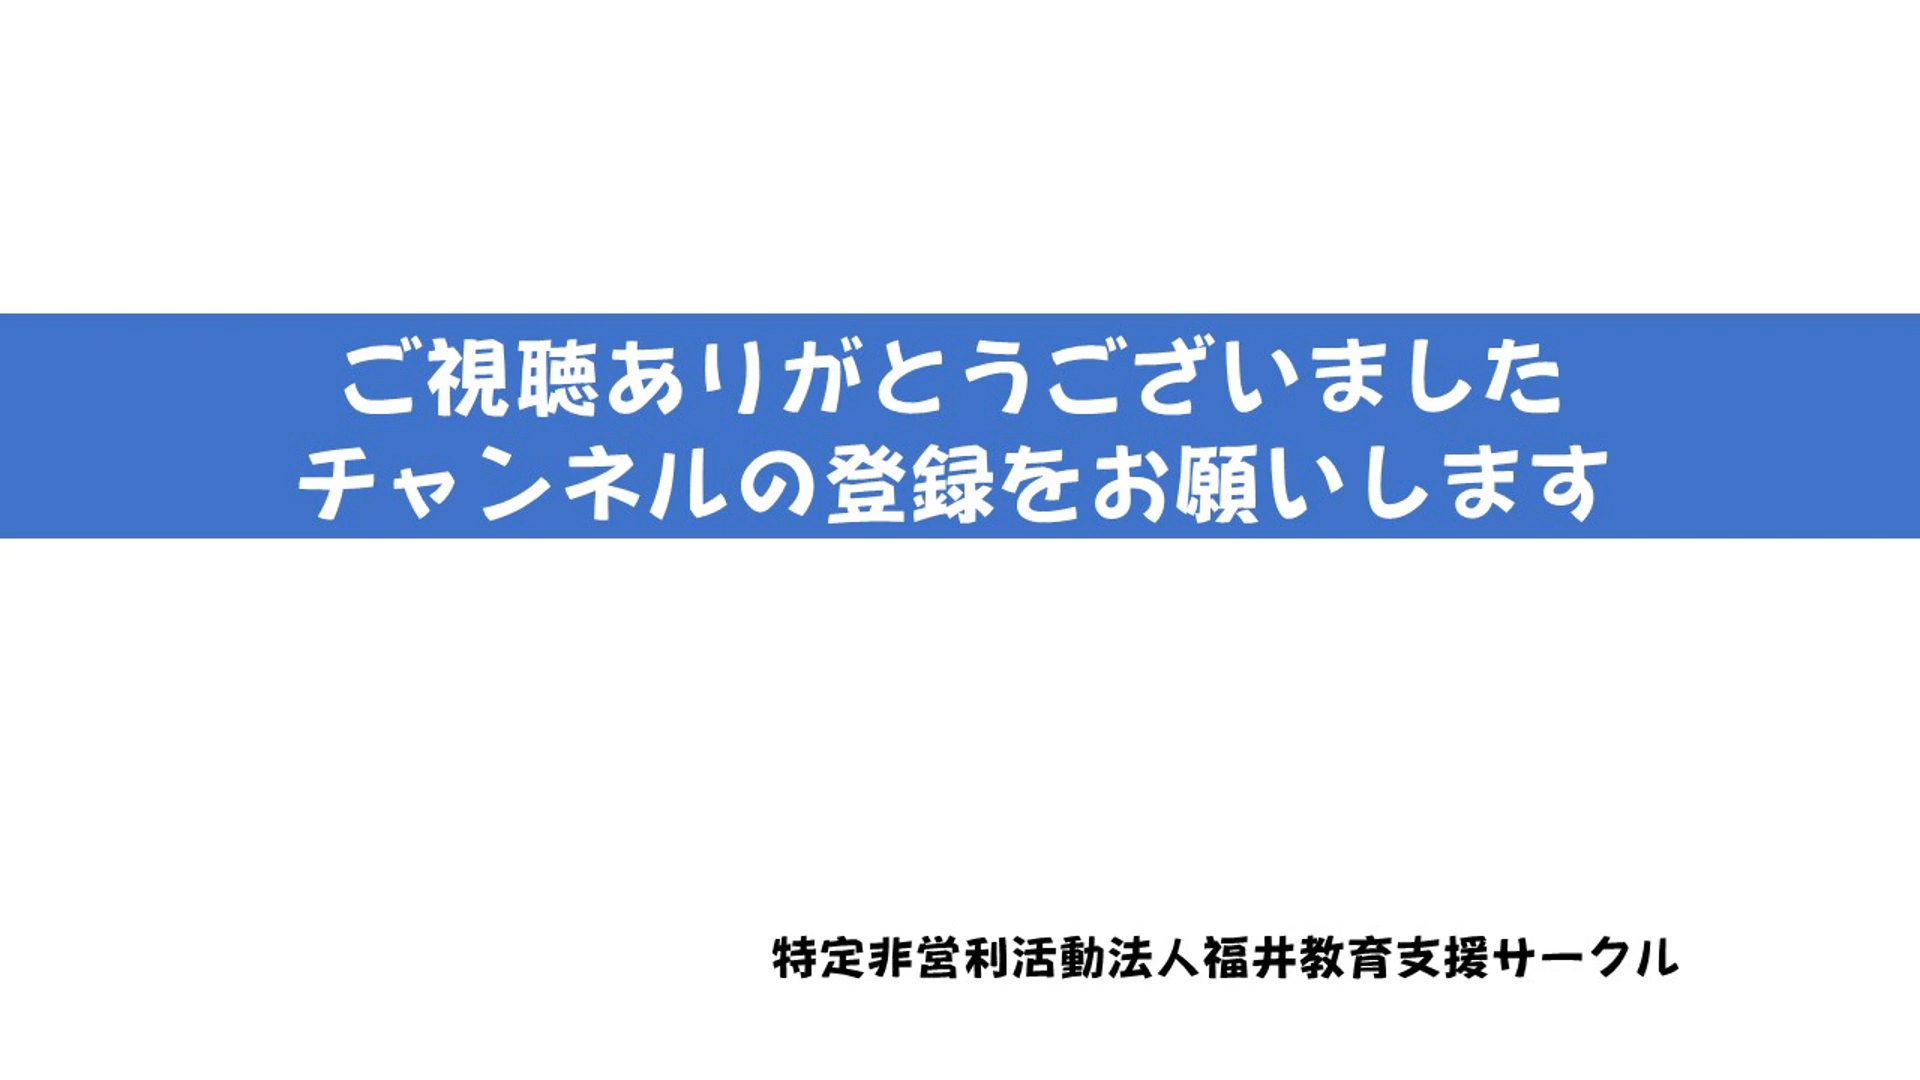 ご視聴ありがとうございました
チャンネルの登録をお願いします
特定非営利活動法人福井教育支援サークル